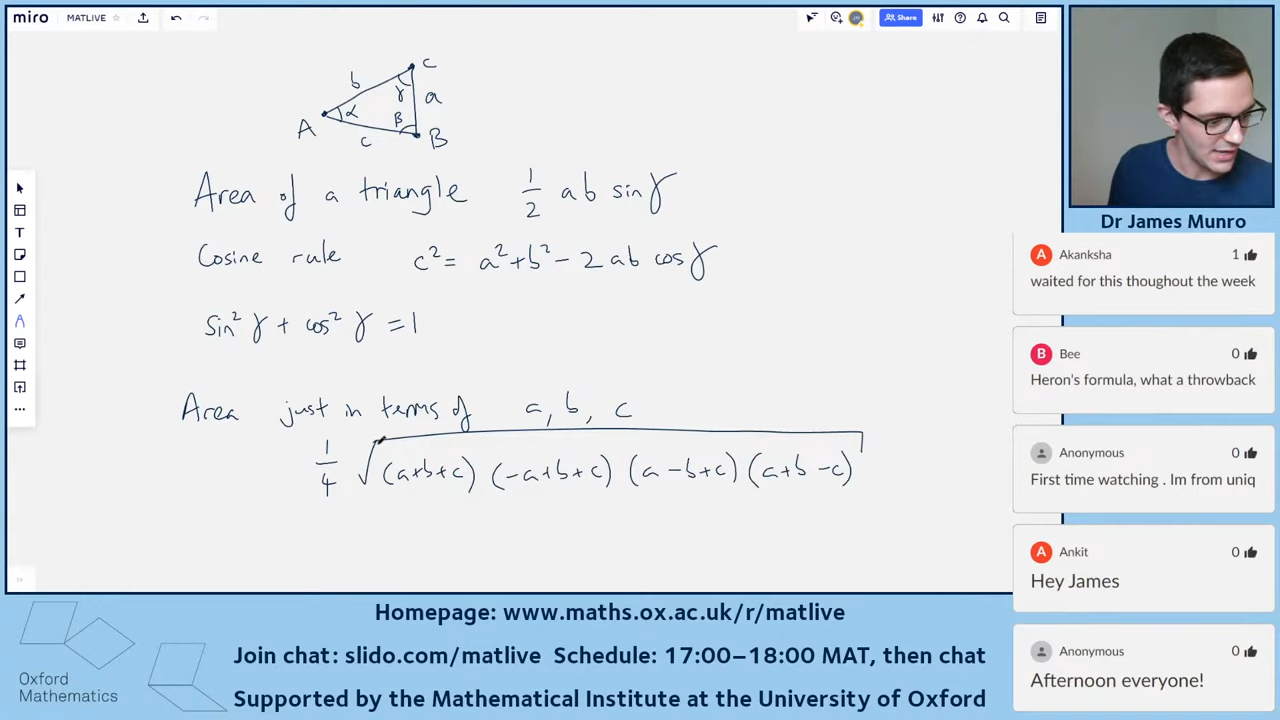 miro MATLIVE Share
C
b
γ a
α
A β
c B
Area of a triangle 1/2 ab sin γ
Cosine rule c² = a² + b² - 2ab cos γ
sin² γ + cos² γ = 1
Area just in terms of a, b, c
1/4 √(a+b+c) (-a+b+c) (a-b+c) (a+b-c)
T
Dr James Munro
A Akanksha 1
waited for this thoughout the week
B Bee 0
Heron's formula, what a throwback
Anonymous 0
First time watching . Im from uniq
A Ankit 0
Hey James
Anonymous 0
Afternoon everyone!
Oxford
Mathematics
Homepage: www.maths.ox.ac.uk/r/matlive
Join chat: slido.com/matlive Schedule: 17:00–18:00 MAT, then chat
Supported by the Mathematical Institute at the University of Oxford